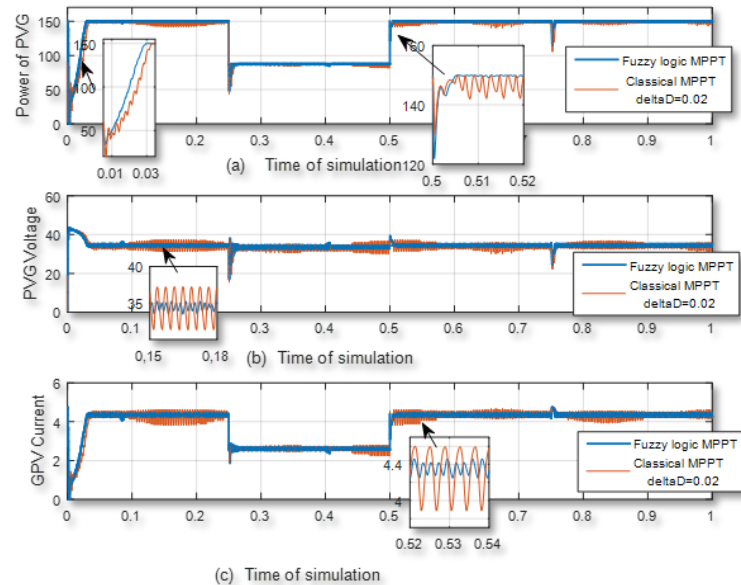 Power of PVG
150
100
50
0
150
100
50
0.01 0.03
160
140
120
0.5 0.51 0.52
Fuzzy logic MPPT
Classical MPPT
deltaD=0.02
0 0.1 0.2 0.3 0.4 0.5 0.6 0.7 0.8 0.9 1
(a) Time of simulation
PVG Voltage
60
40
20
0
40
35
0,15 0,18
Fuzzy logic MPPT
Classical MPPT
deltaD=0.02
0 0.1 0.2 0.3 0.4 0.5 0.6 0.7 0.8 0.9 1
(b) Time of simulation
GPV Current
6
4
2
0
4.4
4
0.52 0.53 0.54
Fuzzy logic MPPT
Classical MPPT
deltaD=0.02
0 0.1 0.2 0.3 0.4 0.5 0.6 0.7 0.8 0.9 1
(c) Time of simulation